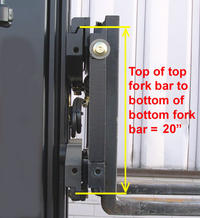 Top of top
fork bar to
bottom of
bottom fork
bar = 20”